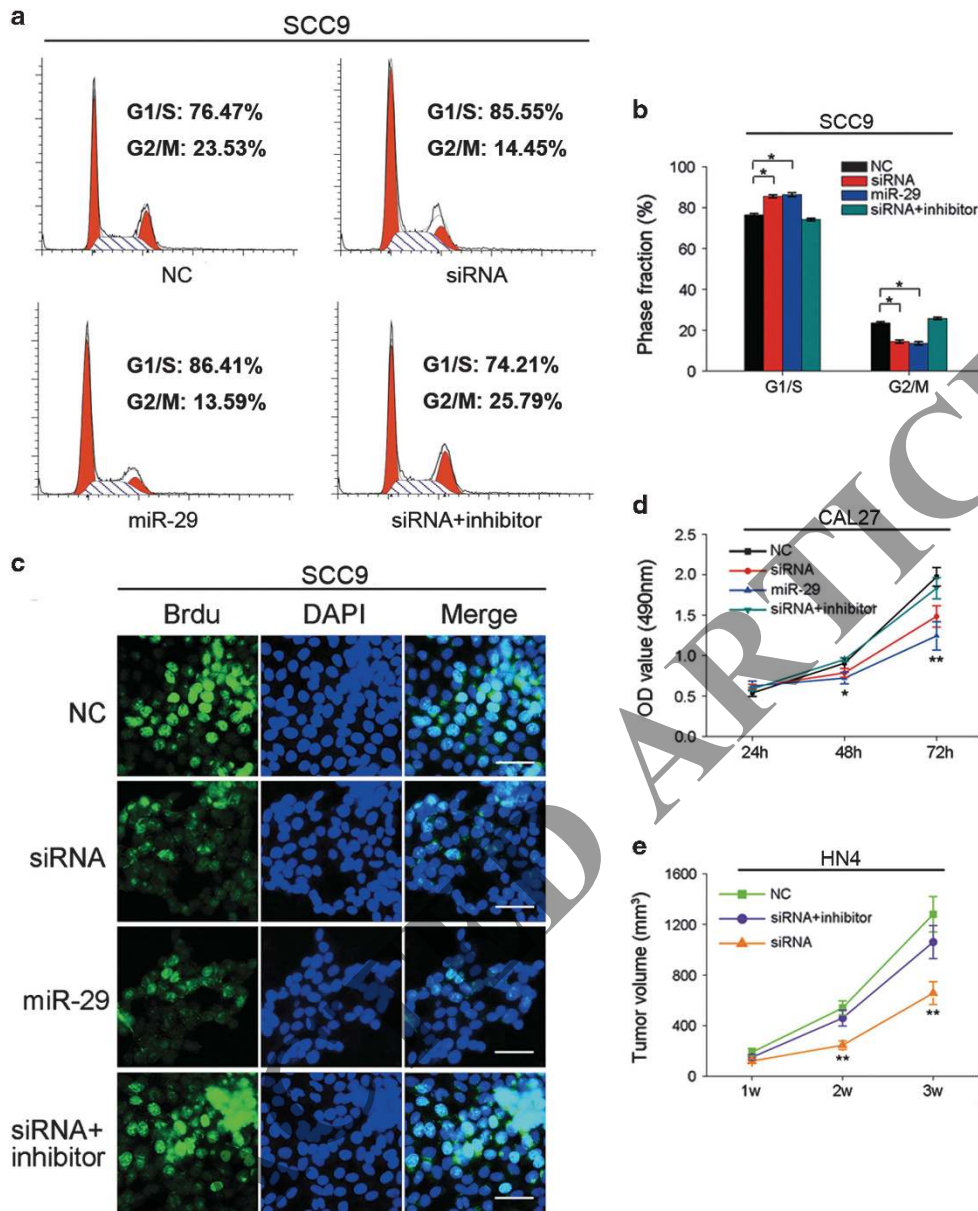 a
SCC9
G1/S: 76.47%
G2/M: 23.53%
NC
G1/S: 85.55%
G2/M: 14.45%
siRNA
G1/S: 86.41%
G2/M: 13.59%
miR-29
G1/S: 74.21%
G2/M: 25.79%
siRNA+inhibitor
b
SCC9
NC
siRNA
miR-29
siRNA+inhibitor
Phase fraction (%)
100
80
60
40
20
0
* *
* *
G1/S G2/M
c
SCC9
Brdu DAPI Merge
NC
siRNA
miR-29
siRNA+
inhibitor
d
CAL27
NC
siRNA
miR-29
siRNA+inhibitor
OD value (490nm)
2.5
2.0
1.5
1.0
0.5
0.0
* **
24h 48h 72h
e
HN4
NC
siRNA+inhibitor
siRNA
Tumor volume (mm³)
1600
1200
800
400
0
** **
1w 2w 3w
D ARTIC